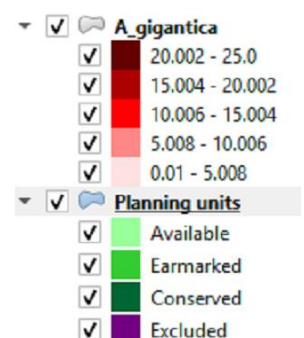 A_gigantica
20.002 - 25.0
15.004 - 20.002
10.006 - 15.004
5.008 - 10.006
0.01 - 5.008
Planning units
Available
Earmarked
Conserved
Excluded